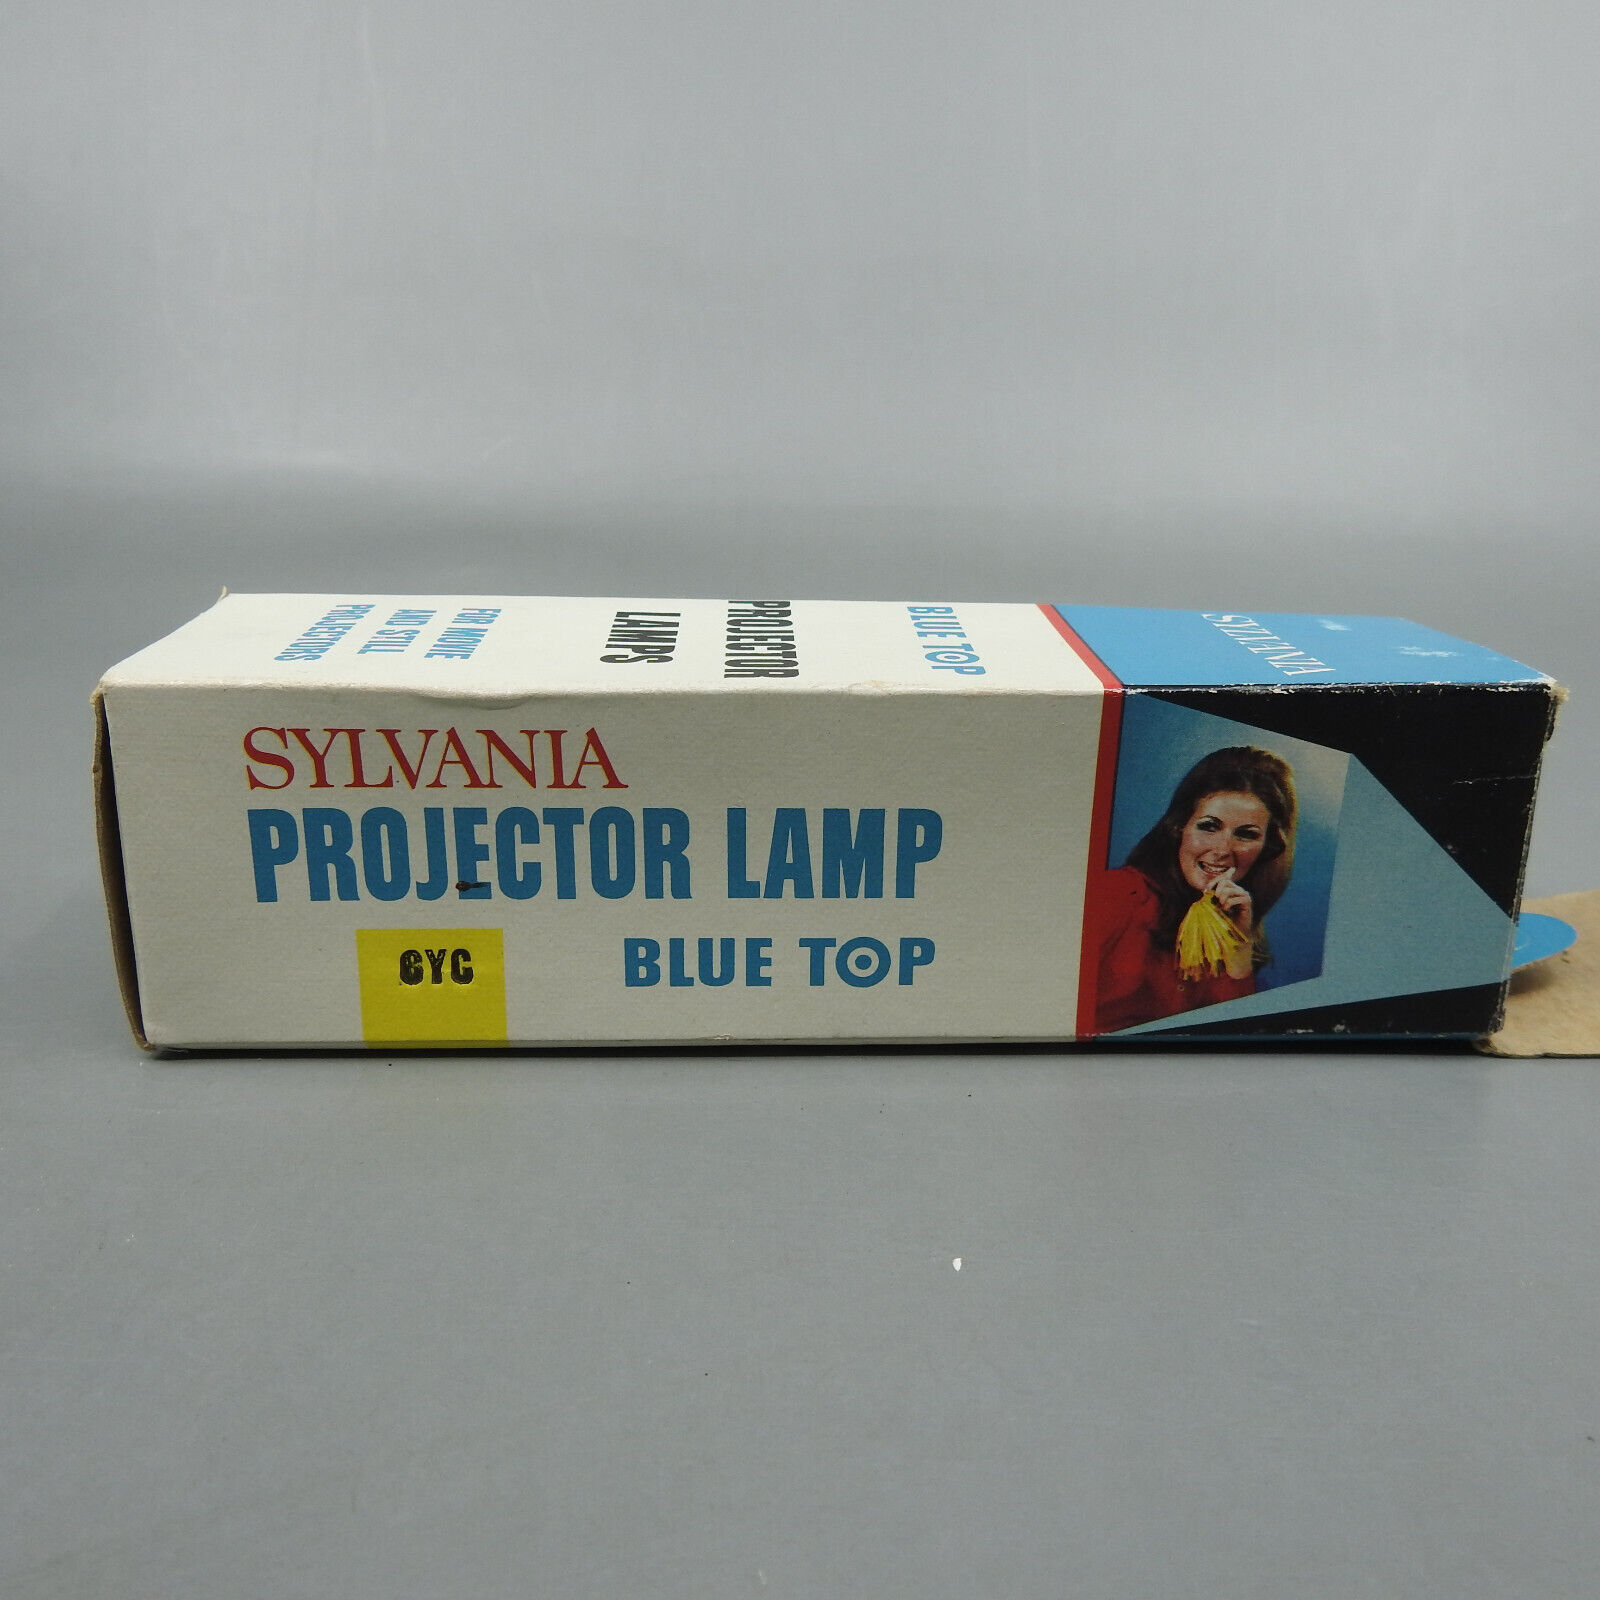 FOR MOVIE
AND STILL
PROJECTORS
PROJECTOR
LAMPS
BLUE TOP
SYLVANIA
SYLVANIA
PROJECTOR LAMP
CYC
BLUE TOP